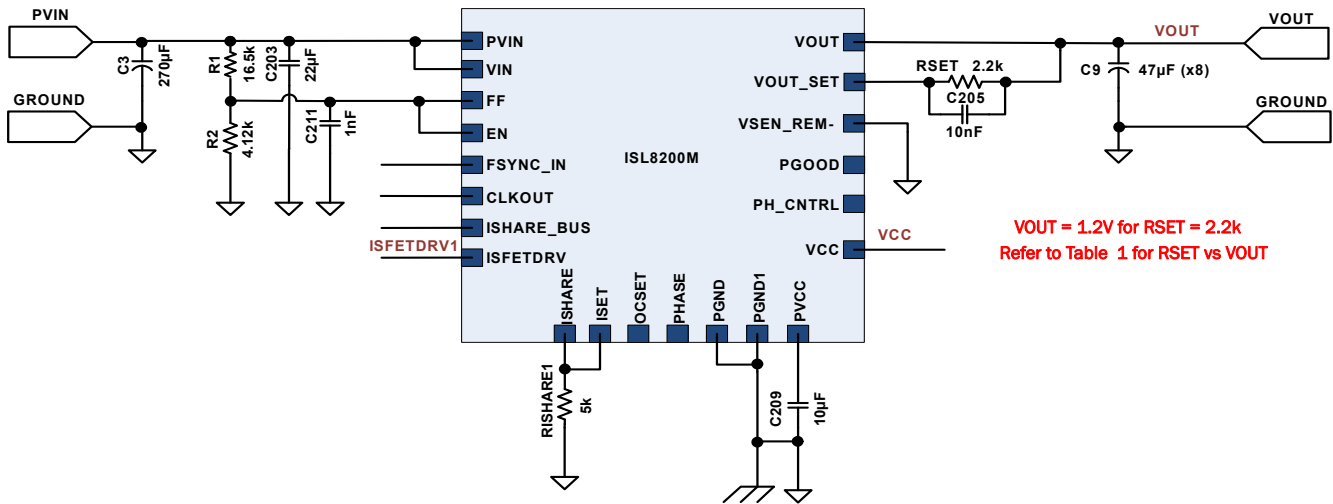 PVIN
GROUND
C3
270µF
R1
16.5k
C203
22µF
R2
4.12k
C211
1nF
ISFETDRV1
PVIN
VIN
FF
EN
FSYNC_IN
CLKOUT
ISHARE_BUS
ISFETDRV
ISL8200M
VOUT
VOUT_SET
VSEN_REM-
PGOOD
PH_CNTRL
VCC
ISHARE
ISET
OCSET
PHASE
PGND
PGND1
PVCC
RISHARE1
5k
C209
10µF
RSET 2.2k
C205
10nF
VCC
VOUT
C9 47µF (x8)
VOUT
GROUND
VOUT = 1.2V for RSET = 2.2k
Refer to Table 1 for RSET vs VOUT